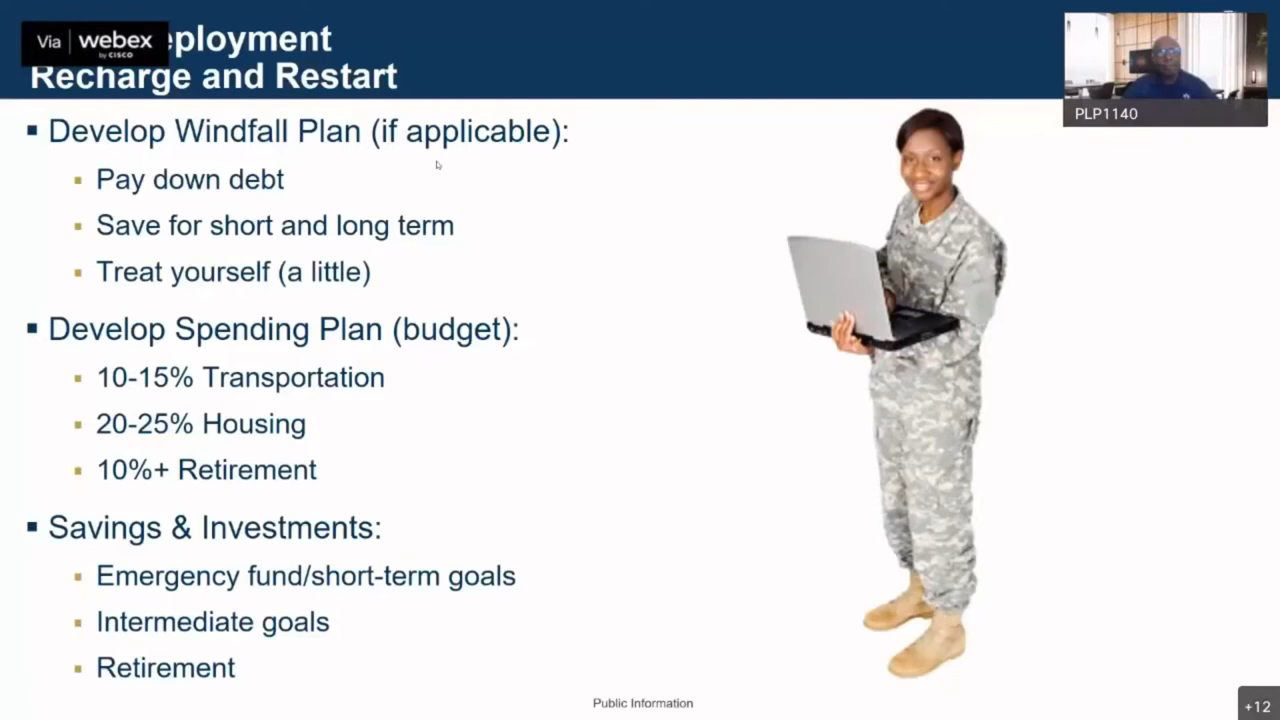 Via webex
by CISCO
eployment
Recharge and Restart
PLP1140
▪ Develop Windfall Plan (if applicable):
▪ Pay down debt
▪ Save for short and long term
▪ Treat yourself (a little)
▪ Develop Spending Plan (budget):
▪ 10-15% Transportation
▪ 20-25% Housing
▪ 10%+ Retirement
▪ Savings & Investments:
▪ Emergency fund/short-term goals
▪ Intermediate goals
▪ Retirement
Public Information
+12